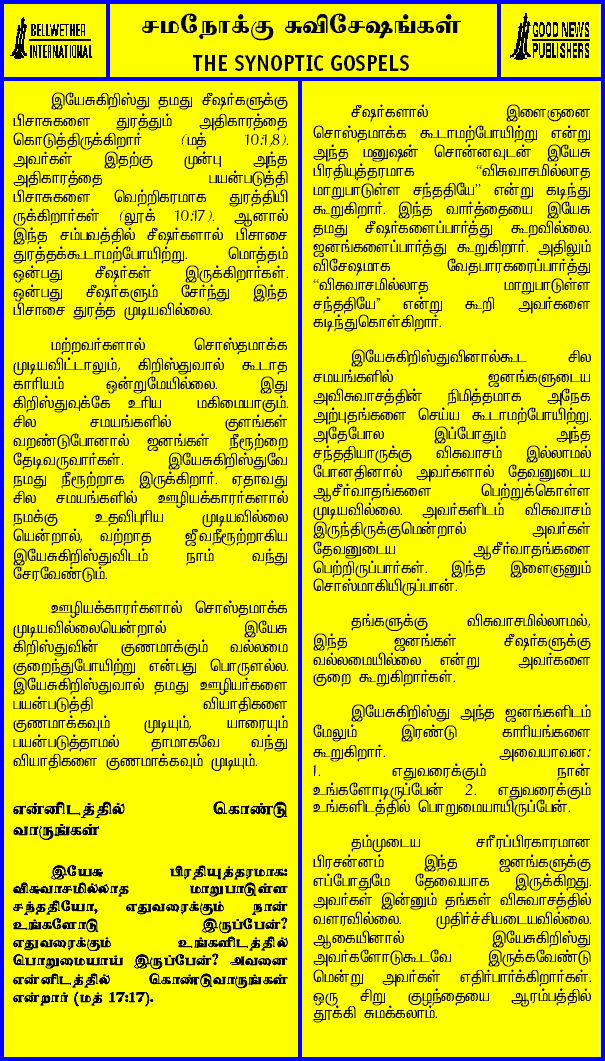 BELLWETHER
INTERNATIONAL
சமநோக்கு சுவிசேஷங்கள்
THE SYNOPTIC GOSPELS
GOOD NEWS
PUBLISHERS
இயேசுகிறிஸ்து தமது சீஷர்களுக்கு
பிசாசுகளை துரத்தும் அதிகாரத்தை
கொடுத்திருக்கிறார் (மத் 10:1,8).
அவர்கள் இதற்கு முன்பு அந்த
அதிகாரத்தை பயன்படுத்தி
பிசாசுகளை வெற்றிகரமாக துரத்தியி
ருக்கிறார்கள் (லூக் 10:17). ஆனால்
இந்த சம்பவத்தில் சீஷர்களால் பிசாசை
துரத்தக்கூடாமற்போயிற்று. மொத்தம்
ஒன்பது சீஷர்கள் இருக்கிறார்கள்.
ஒன்பது சீஷர்களும் சேர்ந்து இந்த
பிசாசை துரத்த முடியவில்லை.
மற்றவர்களால் சொஸ்தமாக்க
முடியவிட்டாலும், கிறிஸ்துவால் கூடாத
காரியம் ஒன்றுமேயில்லை. இது
கிறிஸ்துவுக்கே உரிய மகிமையாகும்.
சில சமயங்களில் குளங்கள்
வறண்டுபோனால் ஜனங்கள் நீரூற்றை
தேடிவருவார்கள். இயேசுகிறிஸ்துவே
நமது நீரூற்றாக இருக்கிறார். ஏதாவது
சில சமயங்களில் ஊழியக்காரர்களால்
நமக்கு உதவிபுரிய முடியவில்லை
யென்றால், வற்றாத ஜீவநீரூற்றாகிய
இயேசுகிறிஸ்துவிடம் நாம் வந்து
சேரவேண்டும்.
ஊழியக்காரர்களால் சொஸ்தமாக்க
முடியவில்லையென்றால் இயேசு
கிறிஸ்துவின் குணமாக்கும் வல்லமை
குறைந்துபோயிற்று என்பது பொருளல்ல.
இயேசுகிறிஸ்துவால் தமது ஊழியர்களை
பயன்படுத்தி வியாதிகளை
குணமாக்கவும் முடியும், யாரையும்
பயன்படுத்தாமல் தாமாகவே வந்து
வியாதிகளை குணமாக்கவும் முடியும்.
என்னிடத்தில் கொண்டு
வாருங்கள்
இயேசு பிரதியுத்தரமாக:
விசுவாசமில்லாத மாறுபாடுள்ள
சந்ததியோ, எதுவரைக்கும் நான்
உங்களோடு இருப்பேன்?
எதுவரைக்கும் உங்களிடத்தில்
பொறுமையாய் இருப்பேன்? அவனை
என்னிடத்தில் கொண்டுவாருங்கள்
என்றார் (மத் 17:17).
சீஷர்களால் இளைஞனை
சொஸ்தமாக்க கூடாமற்போயிற்று என்று
அந்த மனுஷன் சொன்னவுடன் இயேசு
பிரதியுத்தரமாக “விசுவாசமில்லாத
மாறுபாடுள்ள சந்ததியே” என்று கடிந்து
கூறுகிறார். இந்த வார்த்தையை இயேசு
தமது சீஷர்களைப்பார்த்து கூறவில்லை.
ஜனங்களைப்பார்த்து கூறுகிறார். அதிலும்
விசேஷமாக வேதபாரகரைப்பார்த்து
“விசுவாசமில்லாத மாறுபாடுள்ள
சந்ததியே” என்று கூறி அவர்களை
கடிந்துகொள்கிறார்.
இயேசுகிறிஸ்துவினால்கூட சில
சமயங்களில் ஜனங்களுடைய
அவிசுவாசத்தின் நிமித்தமாக அநேக
அற்புதங்களை செய்ய கூடாமற்போயிற்று.
அதேபோல இப்போதும் அந்த
சந்ததியாருக்கு விசுவாசம் இல்லாமல்
போனதினால் அவர்களால் தேவனுடைய
ஆசீர்வாதங்களை பெற்றுக்கொள்ள
முடியவில்லை. அவர்களிடம் விசுவாசம்
இருந்திருக்குமென்றால் அவர்கள்
தேவனுடைய ஆசீர்வாதங்களை
பெற்றிருப்பார்கள். இந்த இளைஞனும்
சொஸ்மாகியிருப்பான்.
தங்களுக்கு விசுவாசமில்லாமல்,
இந்த ஜனங்கள் சீஷர்களுக்கு
வல்லமையில்லை என்று அவர்களை
குறை கூறுகிறார்கள்.
இயேசுகிறிஸ்து அந்த ஜனங்களிடம்
மேலும் இரண்டு காரியங்களை
கூறுகிறார். அவையாவன:
1. எதுவரைக்கும் நான்
உங்களோடிருப்பேன் 2. எதுவரைக்கும்
உங்களிடத்தில் பொறுமையாயிருப்பேன்.
தம்முடைய சரீரப்பிரகாரமான
பிரசன்னம் இந்த ஜனங்களுக்கு
எப்போதுமே தேவையாக இருக்கிறது.
அவர்கள் இன்னும் தங்கள் விசுவாசத்தில்
வளரவில்லை. முதிர்ச்சியடையவில்லை.
ஆகையினால் இயேசுகிறிஸ்து
அவர்களோடுகூடவே இருக்கவேண்டு
மென்று அவர்கள் எதிர்பார்க்கிறார்கள்.
ஒரு சிறு குழந்தையை ஆரம்பத்தில்
தூக்கி சுமக்கலாம்.